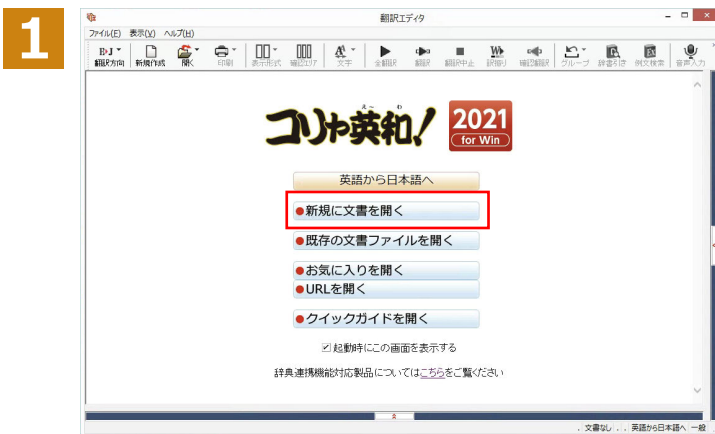 1
翻訳エディタ
ファイル(F) 表示(V) ヘルプ(H)
E▸J
翻訳方向 新規作成 開く 印刷 表示形式 確認エリア 文字 全翻訳 翻訳 翻訳中止 訳振り 確認翻訳 グループ 辞書引き 例文検索 音声入力
え～ わ
コリャ英和! 2021
for Win
英語から日本語へ
●新規に文書を開く
●既存の文書ファイルを開く
●お気に入りを開く
●URLを開く
●クイックガイドを開く
☑起動時にこの画面を表示する
辞典連携機能対応製品についてはこちらをご覧ください
. 文書なし . . 英語から日本語へ 一般